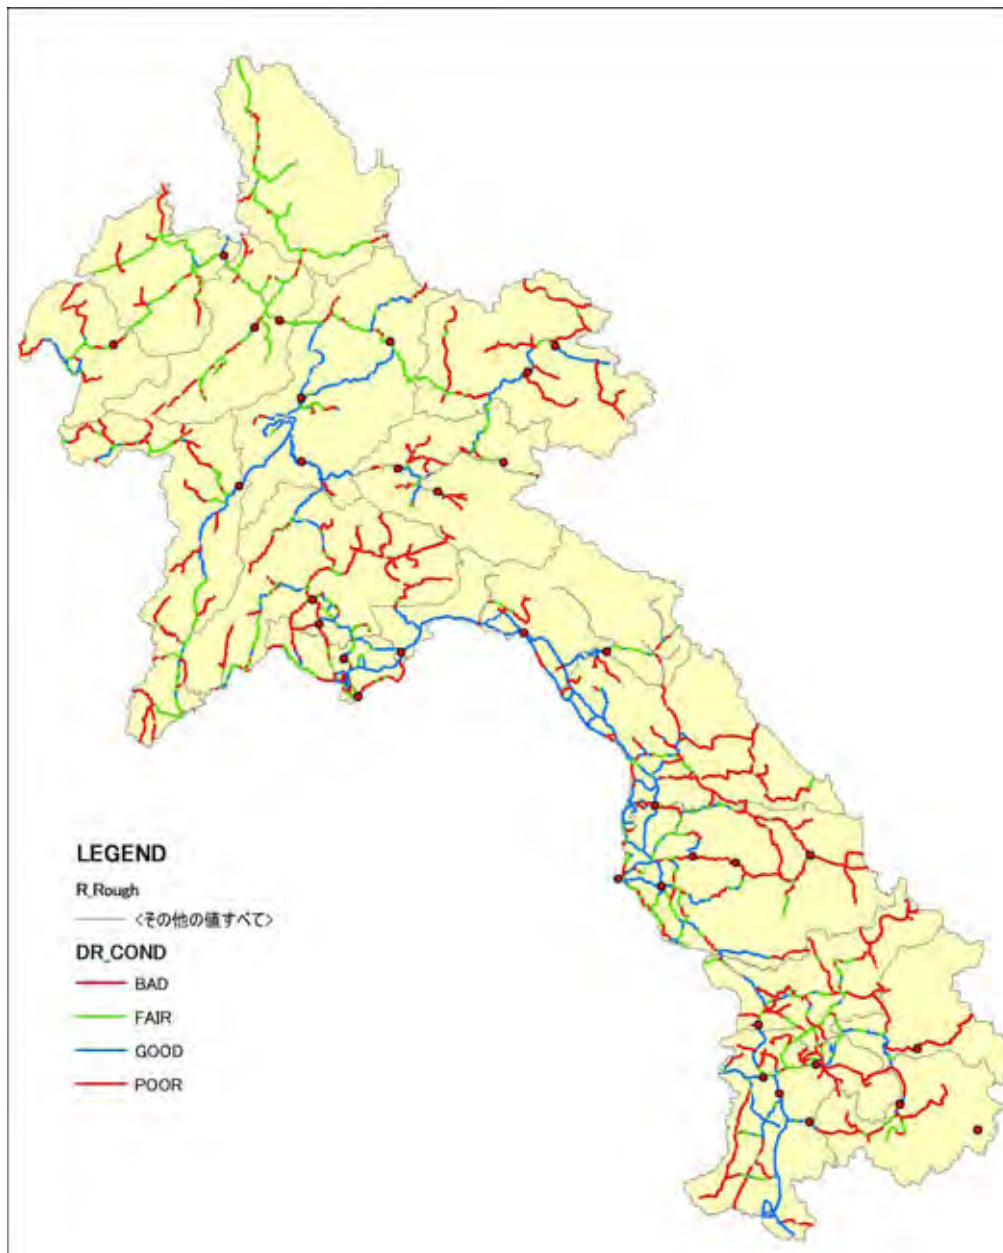 LEGEND
R_Rough
<その他の値すべて>
DR_COND
BAD
FAIR
GOOD
POOR